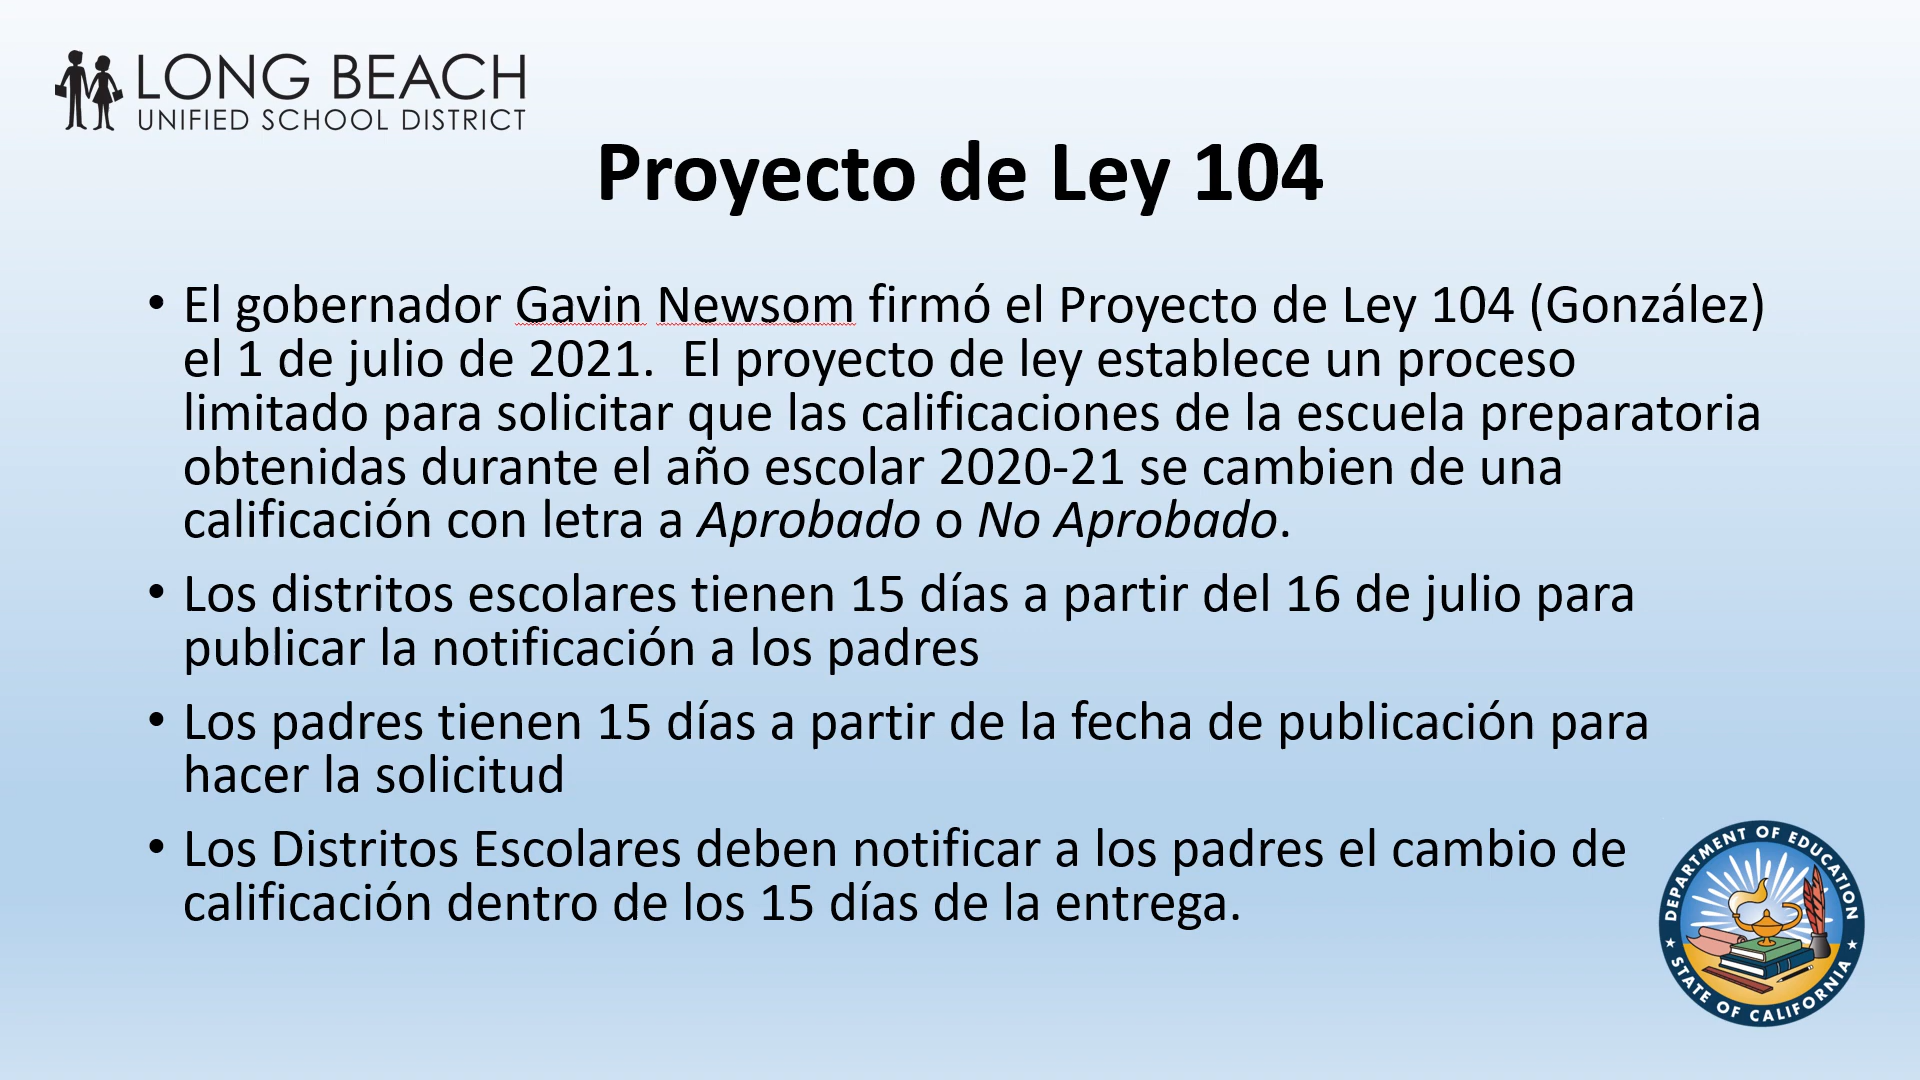 LONG BEACH
UNIFIED SCHOOL DISTRICT
Proyecto de Ley 104
• El gobernador Gavin Newsom firmó el Proyecto de Ley 104 (González)
el 1 de julio de 2021.  El proyecto de ley establece un proceso
limitado para solicitar que las calificaciones de la escuela preparatoria
obtenidas durante el año escolar 2020-21 se cambien de una
calificación con letra a Aprobado o No Aprobado.
• Los distritos escolares tienen 15 días a partir del 16 de julio para
publicar la notificación a los padres
• Los padres tienen 15 días a partir de la fecha de publicación para
hacer la solicitud
• Los Distritos Escolares deben notificar a los padres el cambio de
calificación dentro de los 15 días de la entrega.
DEPARTMENT OF EDUCATION
STATE OF CALIFORNIA